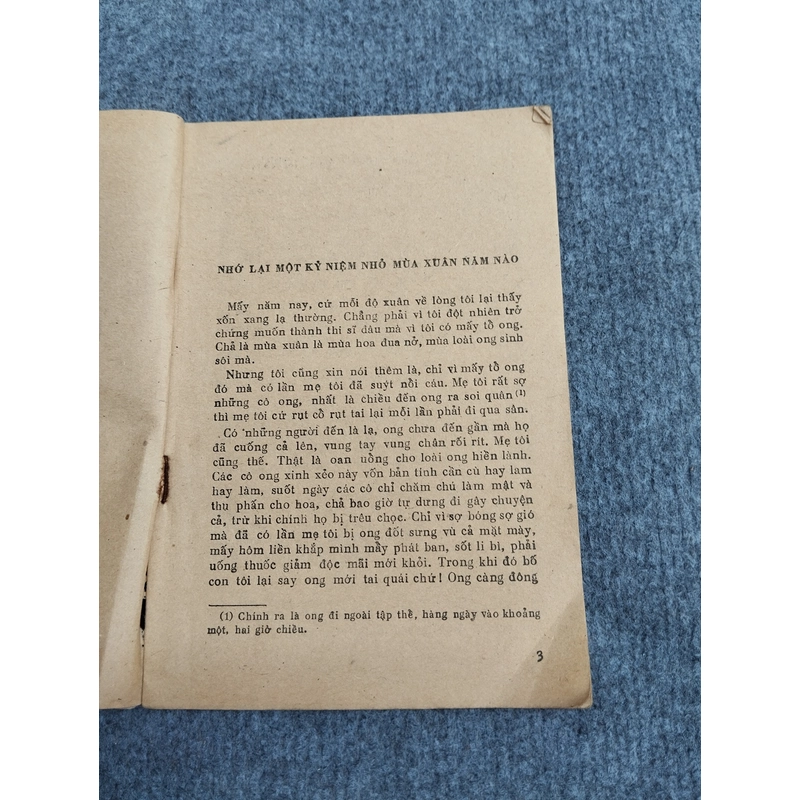 NHỚ LẠI MỘT KỶ NIỆM NHỎ MÙA XUÂN NĂM NÀO
Mấy năm nay, cứ mỗi độ xuân về lòng tôi lại thấy
xốn xang lạ thường. Chẳng phải vì tôi đột nhiên trở
chứng muốn thành thi sĩ đâu mà vì tôi có mấy tổ ong.
Chả là mùa xuân là mùa hoa đua nở, mùa loài ong sinh
sôi mà.
Nhưng tôi cũng xin nói thêm là, chỉ vì mấy tổ ong
đó mà có lần mẹ tôi đã suýt nổi cáu. Mẹ tôi rất sợ
những cô ong, nhất là chiều đến ong ra soi quân (1)
thì mẹ tôi cứ rụt cổ rụt tai lại mỗi lần phải đi qua sân.
Có những người đến là lạ, ong chưa đến gần mà họ
đã cuống cả lên, vung tay vung chân rối rít. Mẹ tôi
cũng thế. Thật là oan uổng cho loài ong hiền lành.
Các cô ong xinh xẻo này vốn bản tính cần cù hay lam
hay làm, suốt ngày các cô chỉ chăm chú làm mật và
thụ phấn cho hoa, chả bao giờ tự dưng đi gây chuyện
cả, trừ khi chính họ bị trêu chọc. Chỉ vì sợ bóng sợ gió
mà đã có lần mẹ tôi bị ong đốt sưng vù cả mặt mày,
mấy hôm liền khắp mình mẩy phát ban, sốt li bì, phải
uống thuốc giảm độc mãi mới khỏi. Trong khi đó bố
con tôi lại say ong mới tai quái chứ! Ong càng đông
(1) Chính ra là ong đi ngoài tập thể, hàng ngày vào khoảng
một, hai giờ chiều.
3